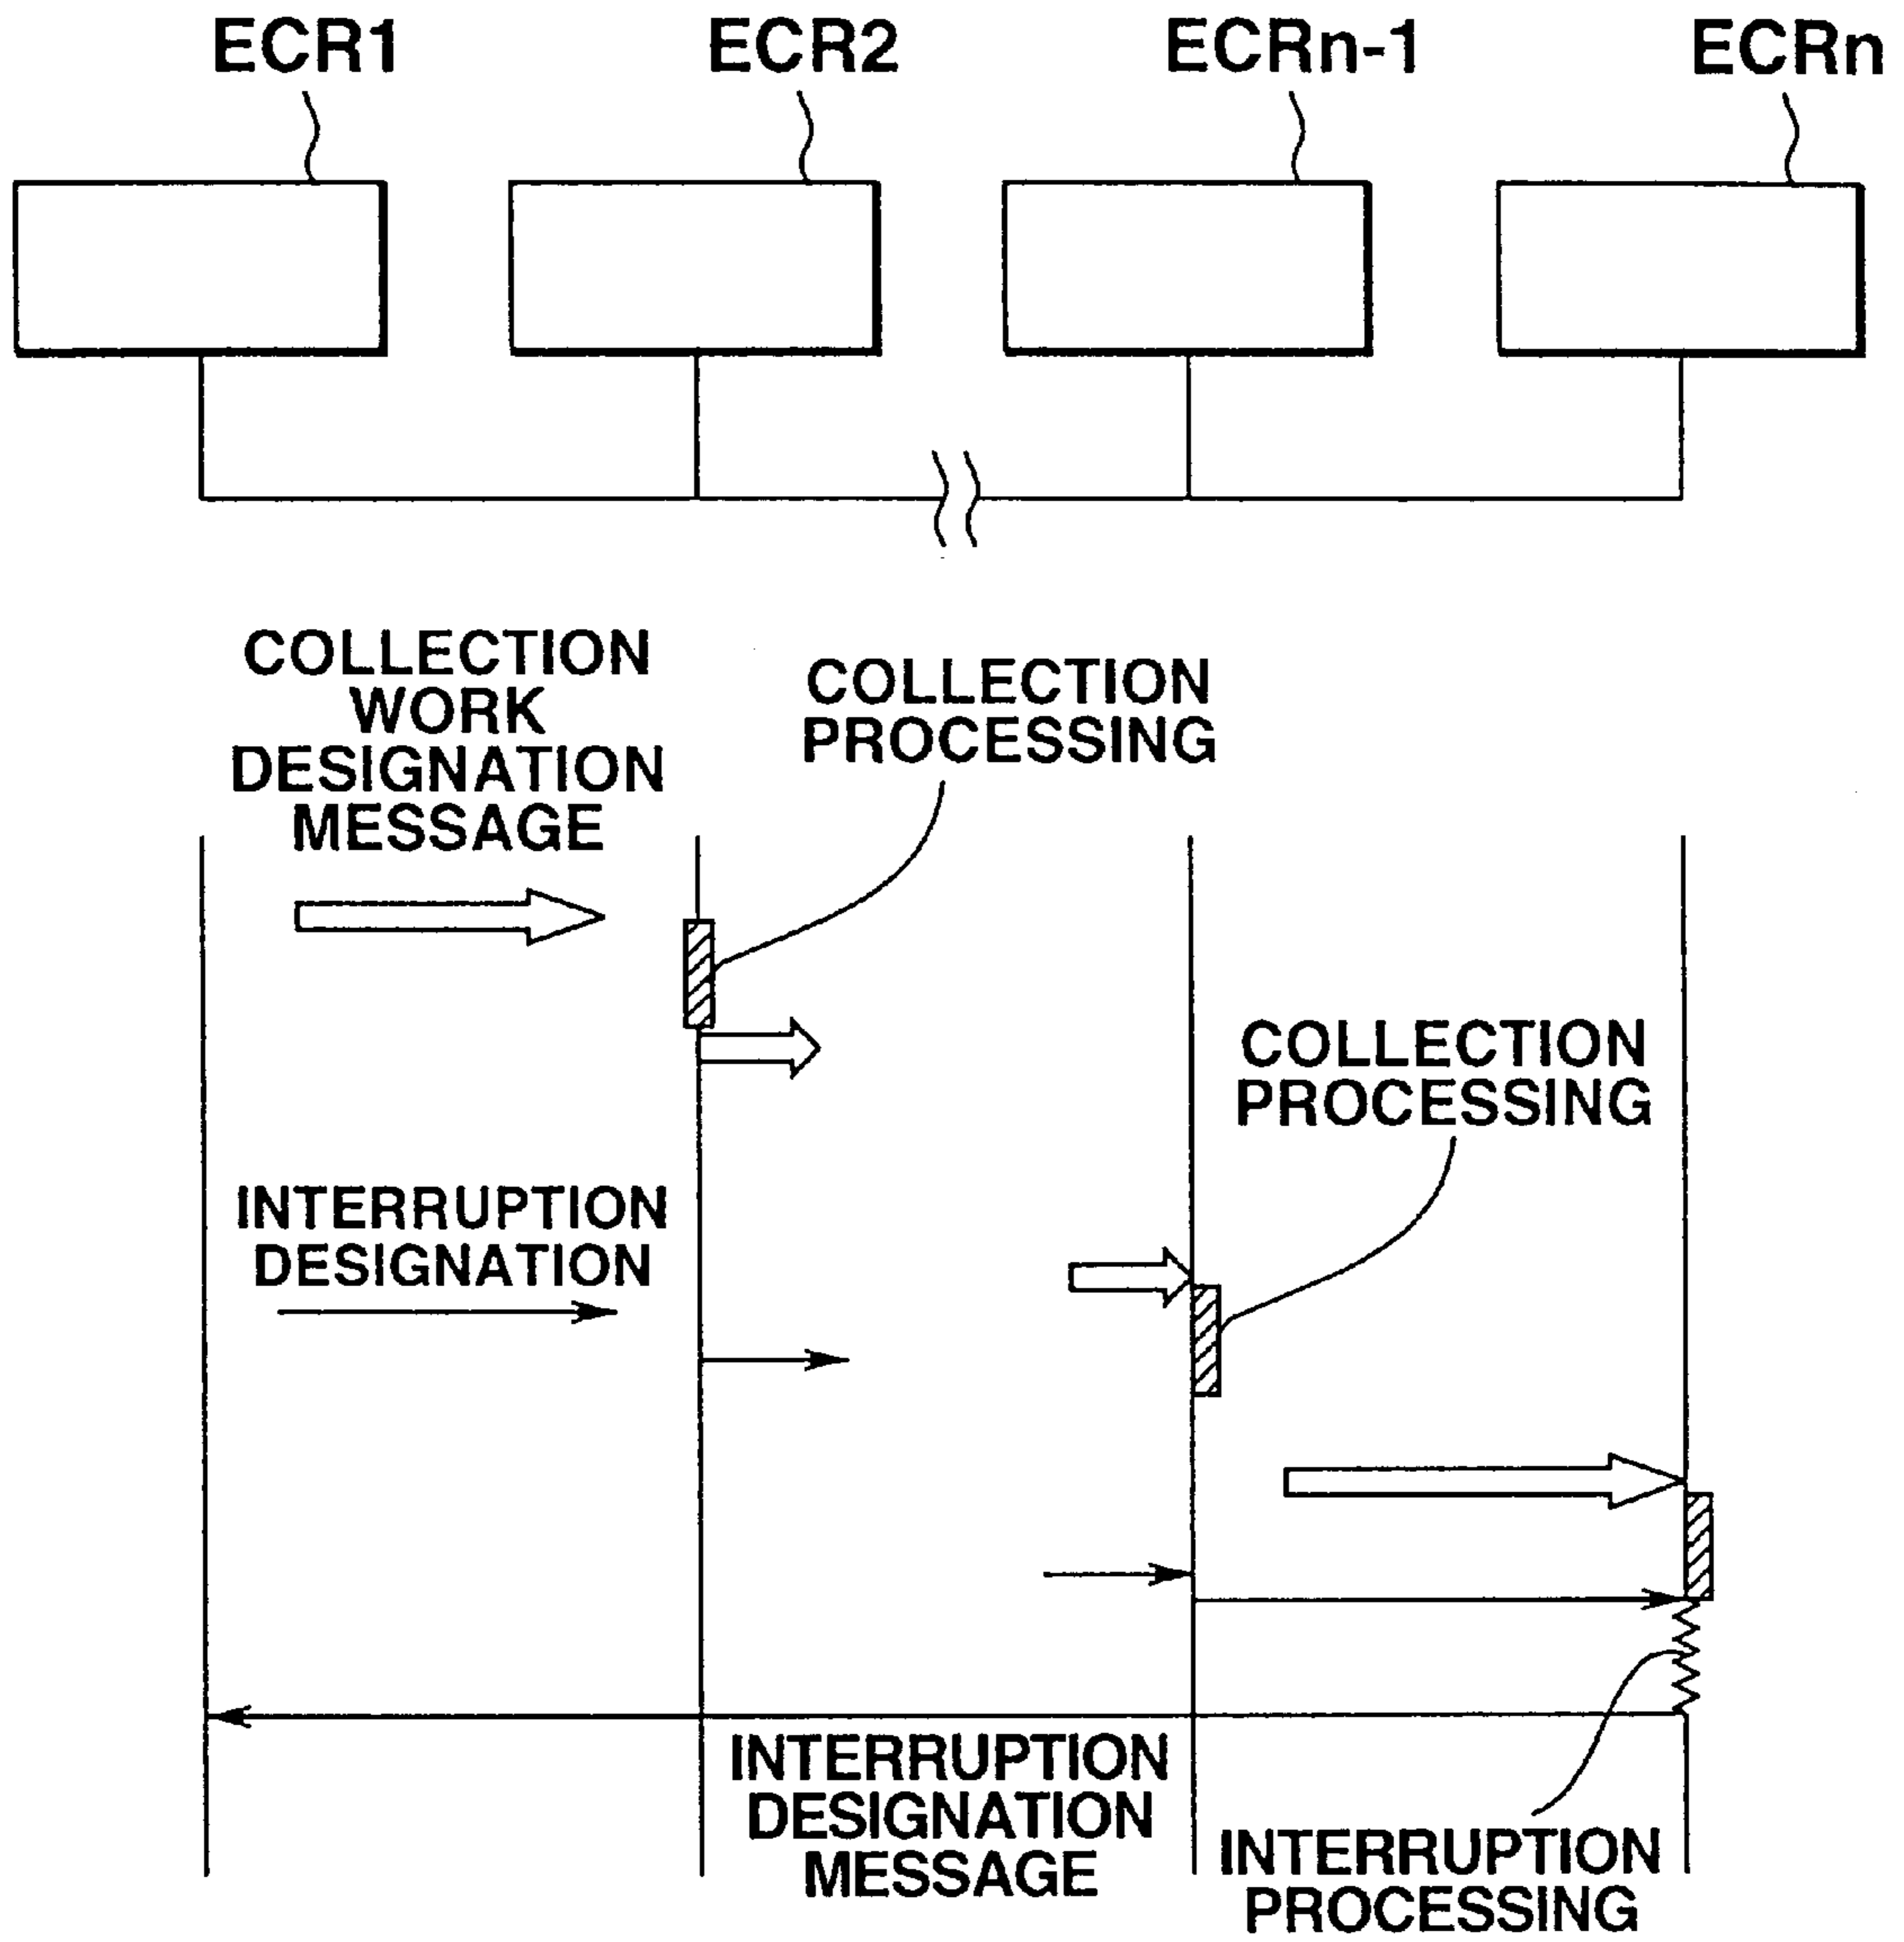 ECR1
ECR2
ECRn-1
ECRn
COLLECTION
WORK
DESIGNATION
MESSAGE
COLLECTION
PROCESSING
COLLECTION
PROCESSING
INTERRUPTION
DESIGNATION
INTERRUPTION
DESIGNATION
MESSAGE
INTERRUPTION
PROCESSING